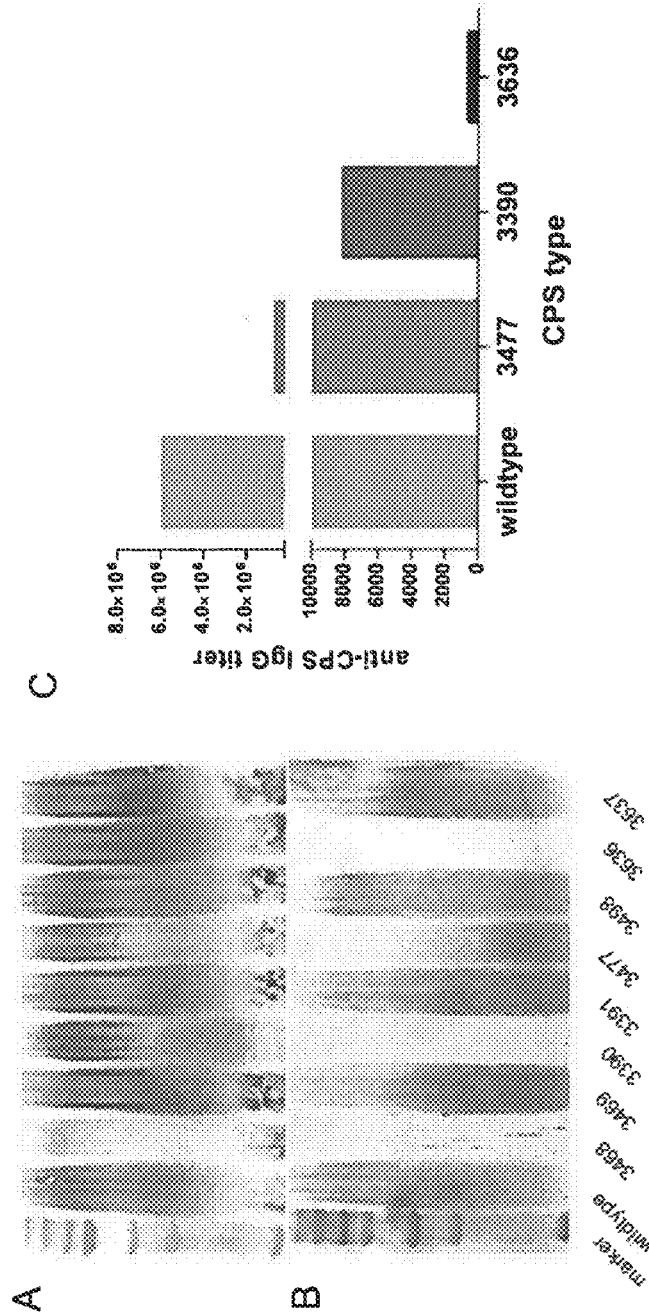 A
B
marker
wildtype
3468
3469
3390
3391
3477
3498
3636
3637
C
anti-CPS IgG titer
8.0×10⁶
6.0×10⁶
4.0×10⁶
2.0×10⁶
10000
8000
6000
4000
2000
0
wildtype
3477
3390
3636
CPS type